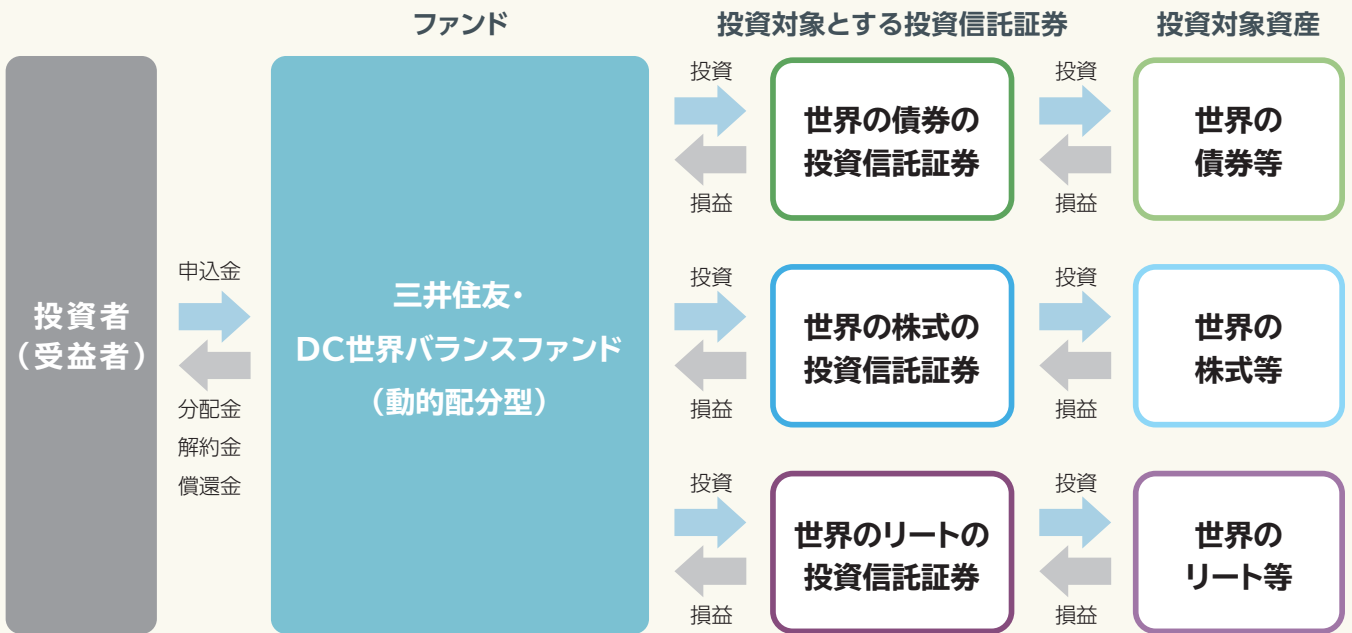 ファンド
投資対象とする投資信託証券
投資対象資産
投資者
（受益者）
申込金
分配金
解約金
償還金
三井住友・
DC世界バランスファンド
（動的配分型）
投資
損益
世界の債券の
投資信託証券
投資
損益
世界の
債券等
投資
損益
世界の株式の
投資信託証券
投資
損益
世界の
株式等
投資
損益
世界のリートの
投資信託証券
投資
損益
世界の
リート等